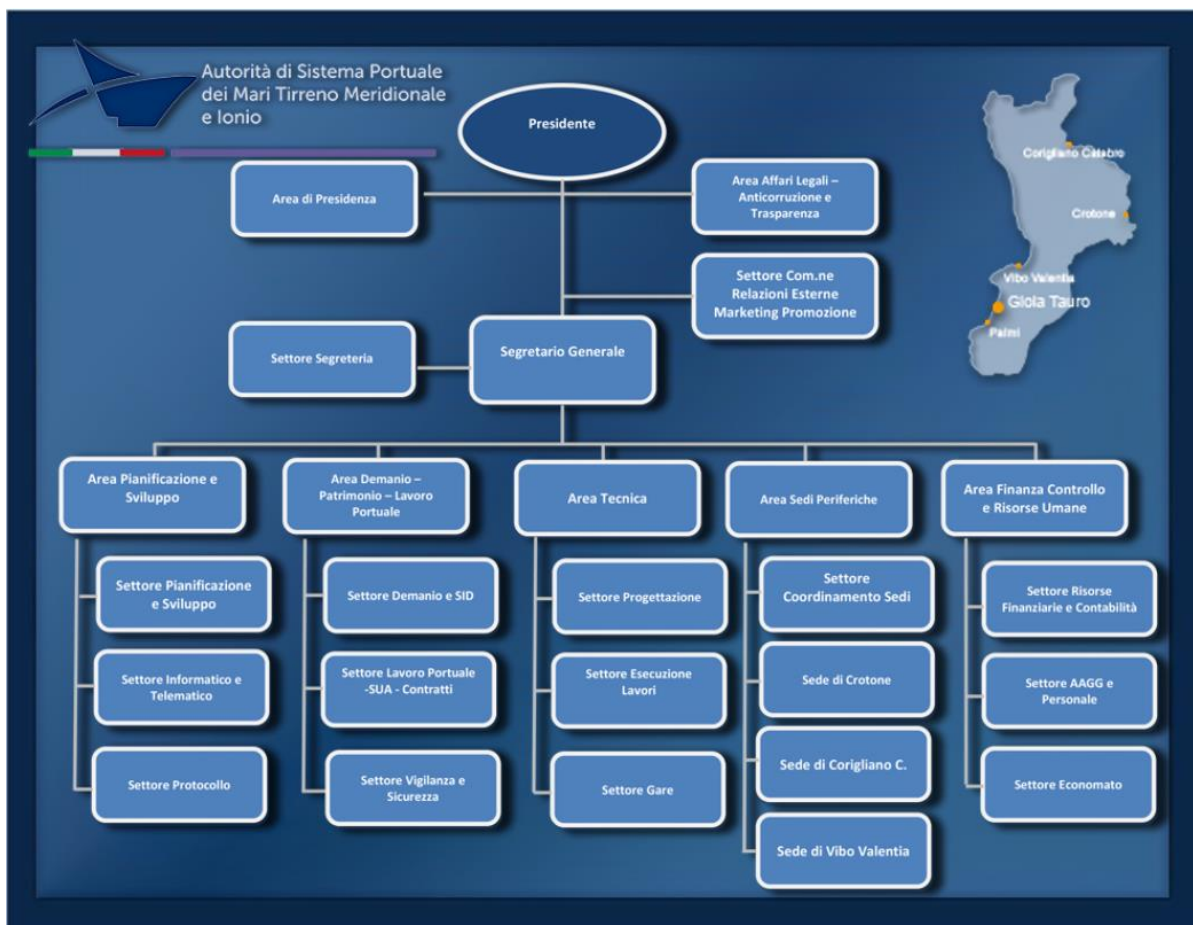 Autorità di Sistema Portuale
dei Mari Tirreno Meridionale
e Ionio
Presidente
Area di Presidenza
Area Affari Legali –
Anticorruzione e
Trasparenza
Settore Com.ne
Relazioni Esterne
Marketing Promozione
Settore Segreteria
Segretario Generale
Corigliano Calabro
Crotone
Vibo Valentia
Gioia Tauro
Palmi
Area Pianificazione e
Sviluppo
Settore Pianificazione
e Sviluppo
Settore Informatico e
Telematico
Settore Protocollo
Area Demanio –
Patrimonio – Lavoro
Portuale
Settore Demanio e SID
Settore Lavoro Portuale
-SUA - Contratti
Settore Vigilanza e
Sicurezza
Area Tecnica
Settore Progettazione
Settore Esecuzione
Lavori
Settore Gare
Area Sedi Periferiche
Settore
Coordinamento Sedi
Sede di Crotone
Sede di Corigliano C.
Sede di Vibo Valentia
Area Finanza Controllo
e Risorse Umane
Settore Risorse
Finanziarie e Contabilità
Settore AAGG e
Personale
Settore Economato